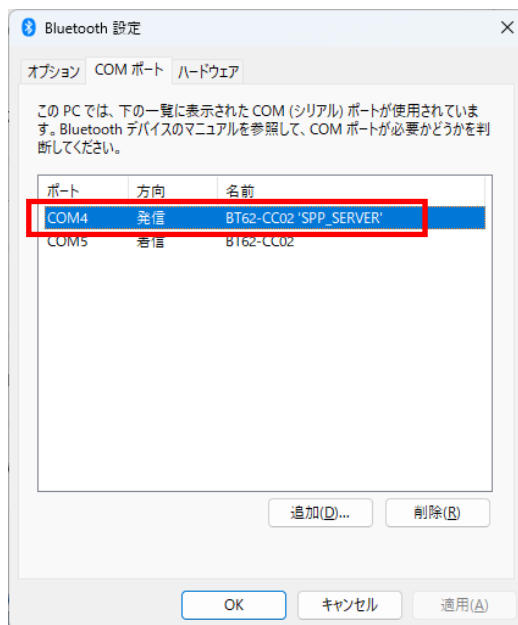 Bluetooth 設定
オプション COM ポート ハードウェア
この PC では、下の一覧に表示された COM (シリアル) ポートが使用されていま
す。Bluetooth デバイスのマニュアルを参照して、COM ポートが必要かどうかを判
断してください。
ポート 方向 名前
COM4 発信 BT62-CC02 'SPP_SERVER'
COM5 着信 BT62-CC02
追加(D)... 削除(R)
OK キャンセル 適用(A)